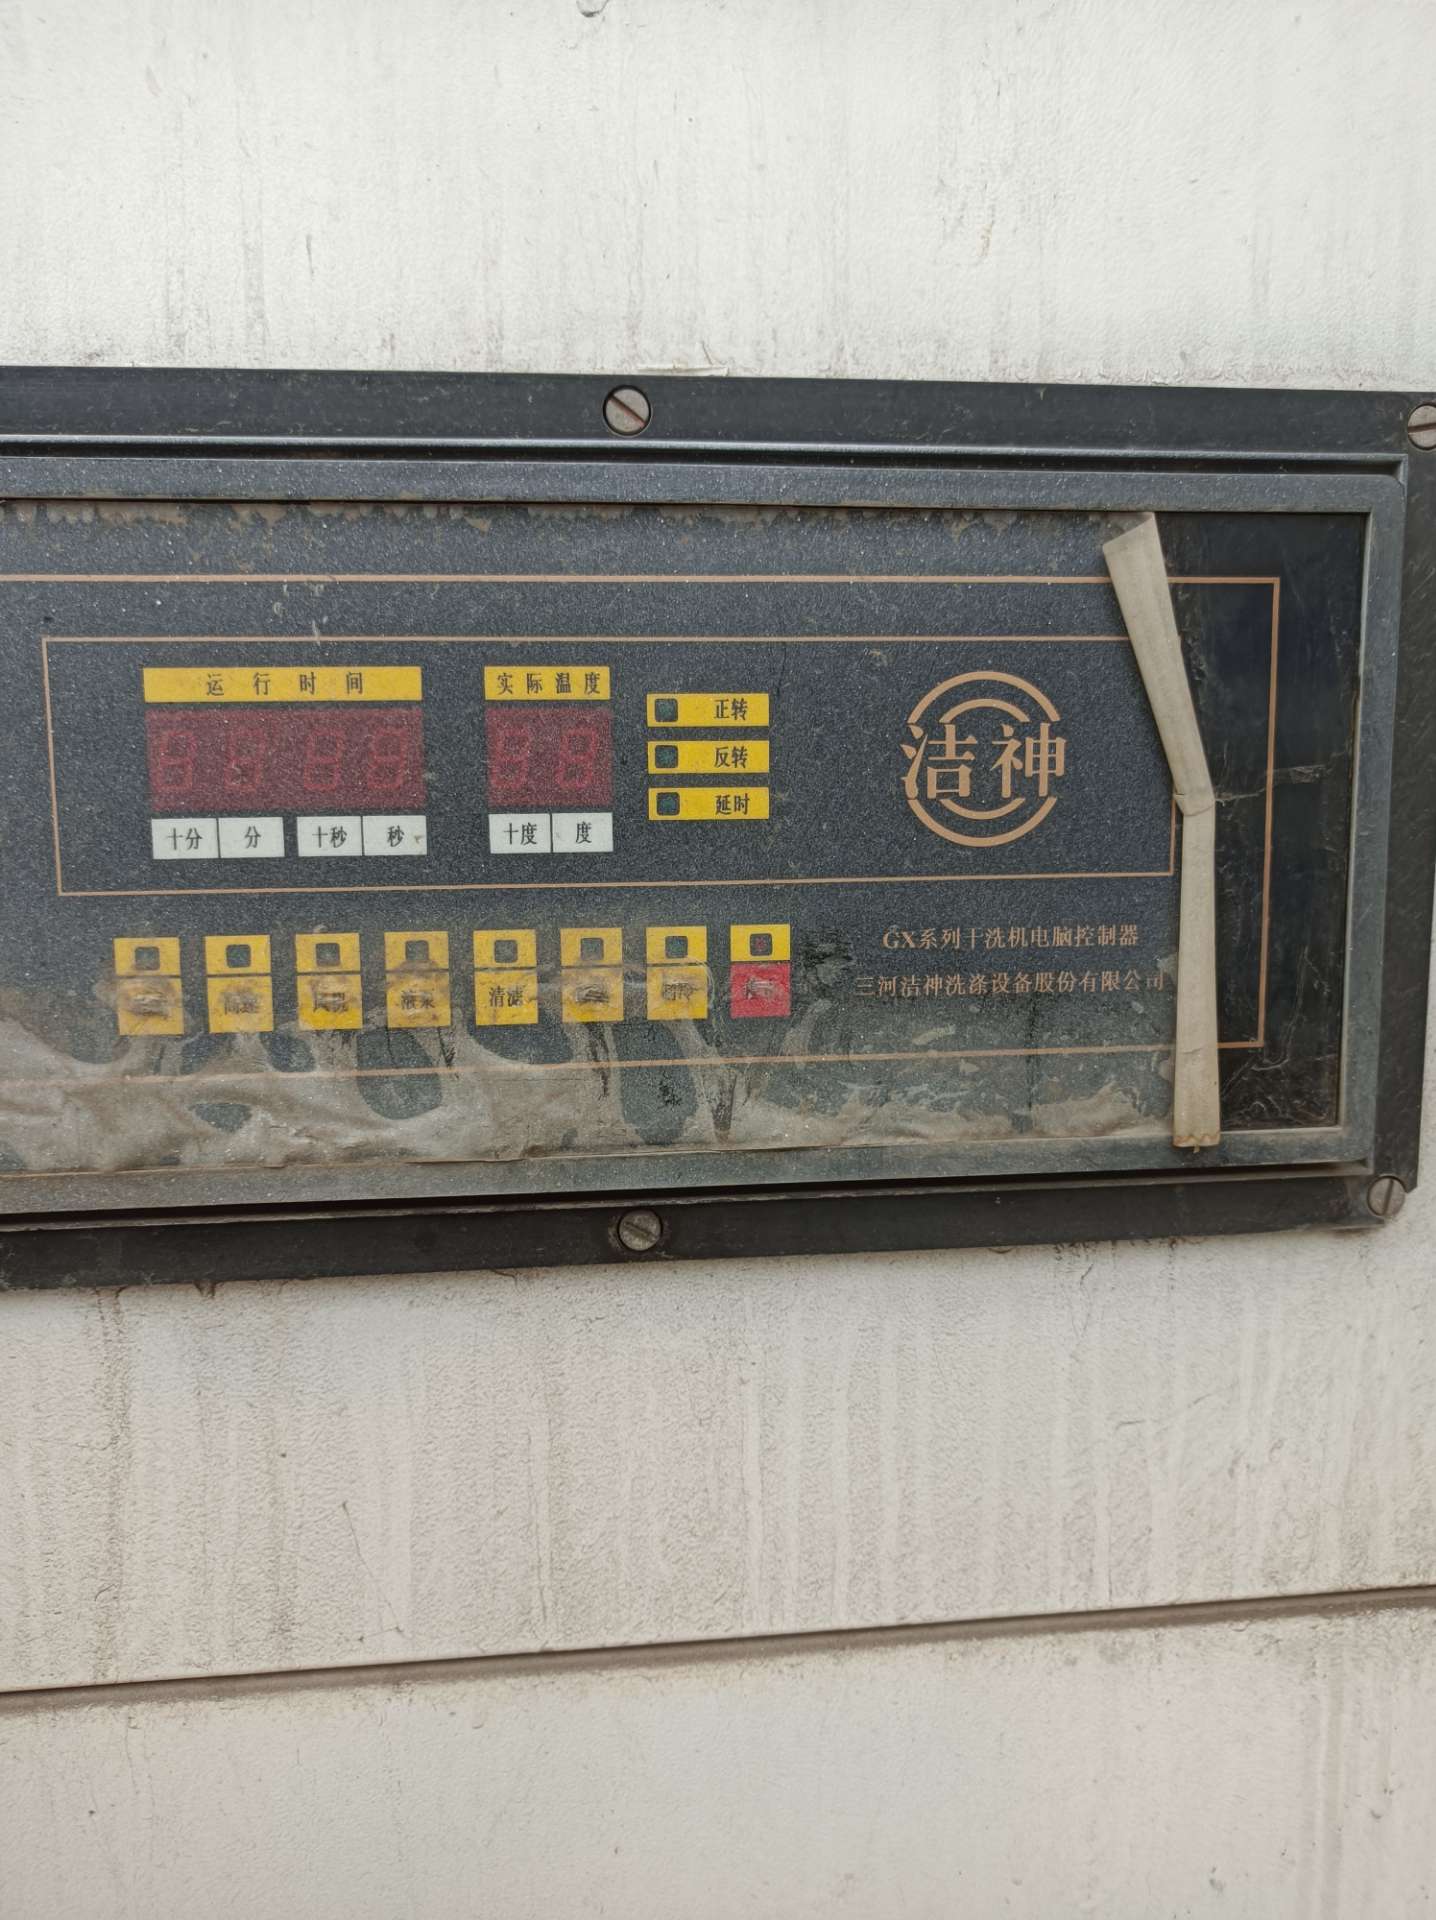 运行时间
实际温度
正转
反转
延时
十分 分 十秒 秒
十度 度
洁神
高速 风机 液泵 清滤
GX系列干洗机电脑控制器
三河洁神洗涤设备股份有限公司